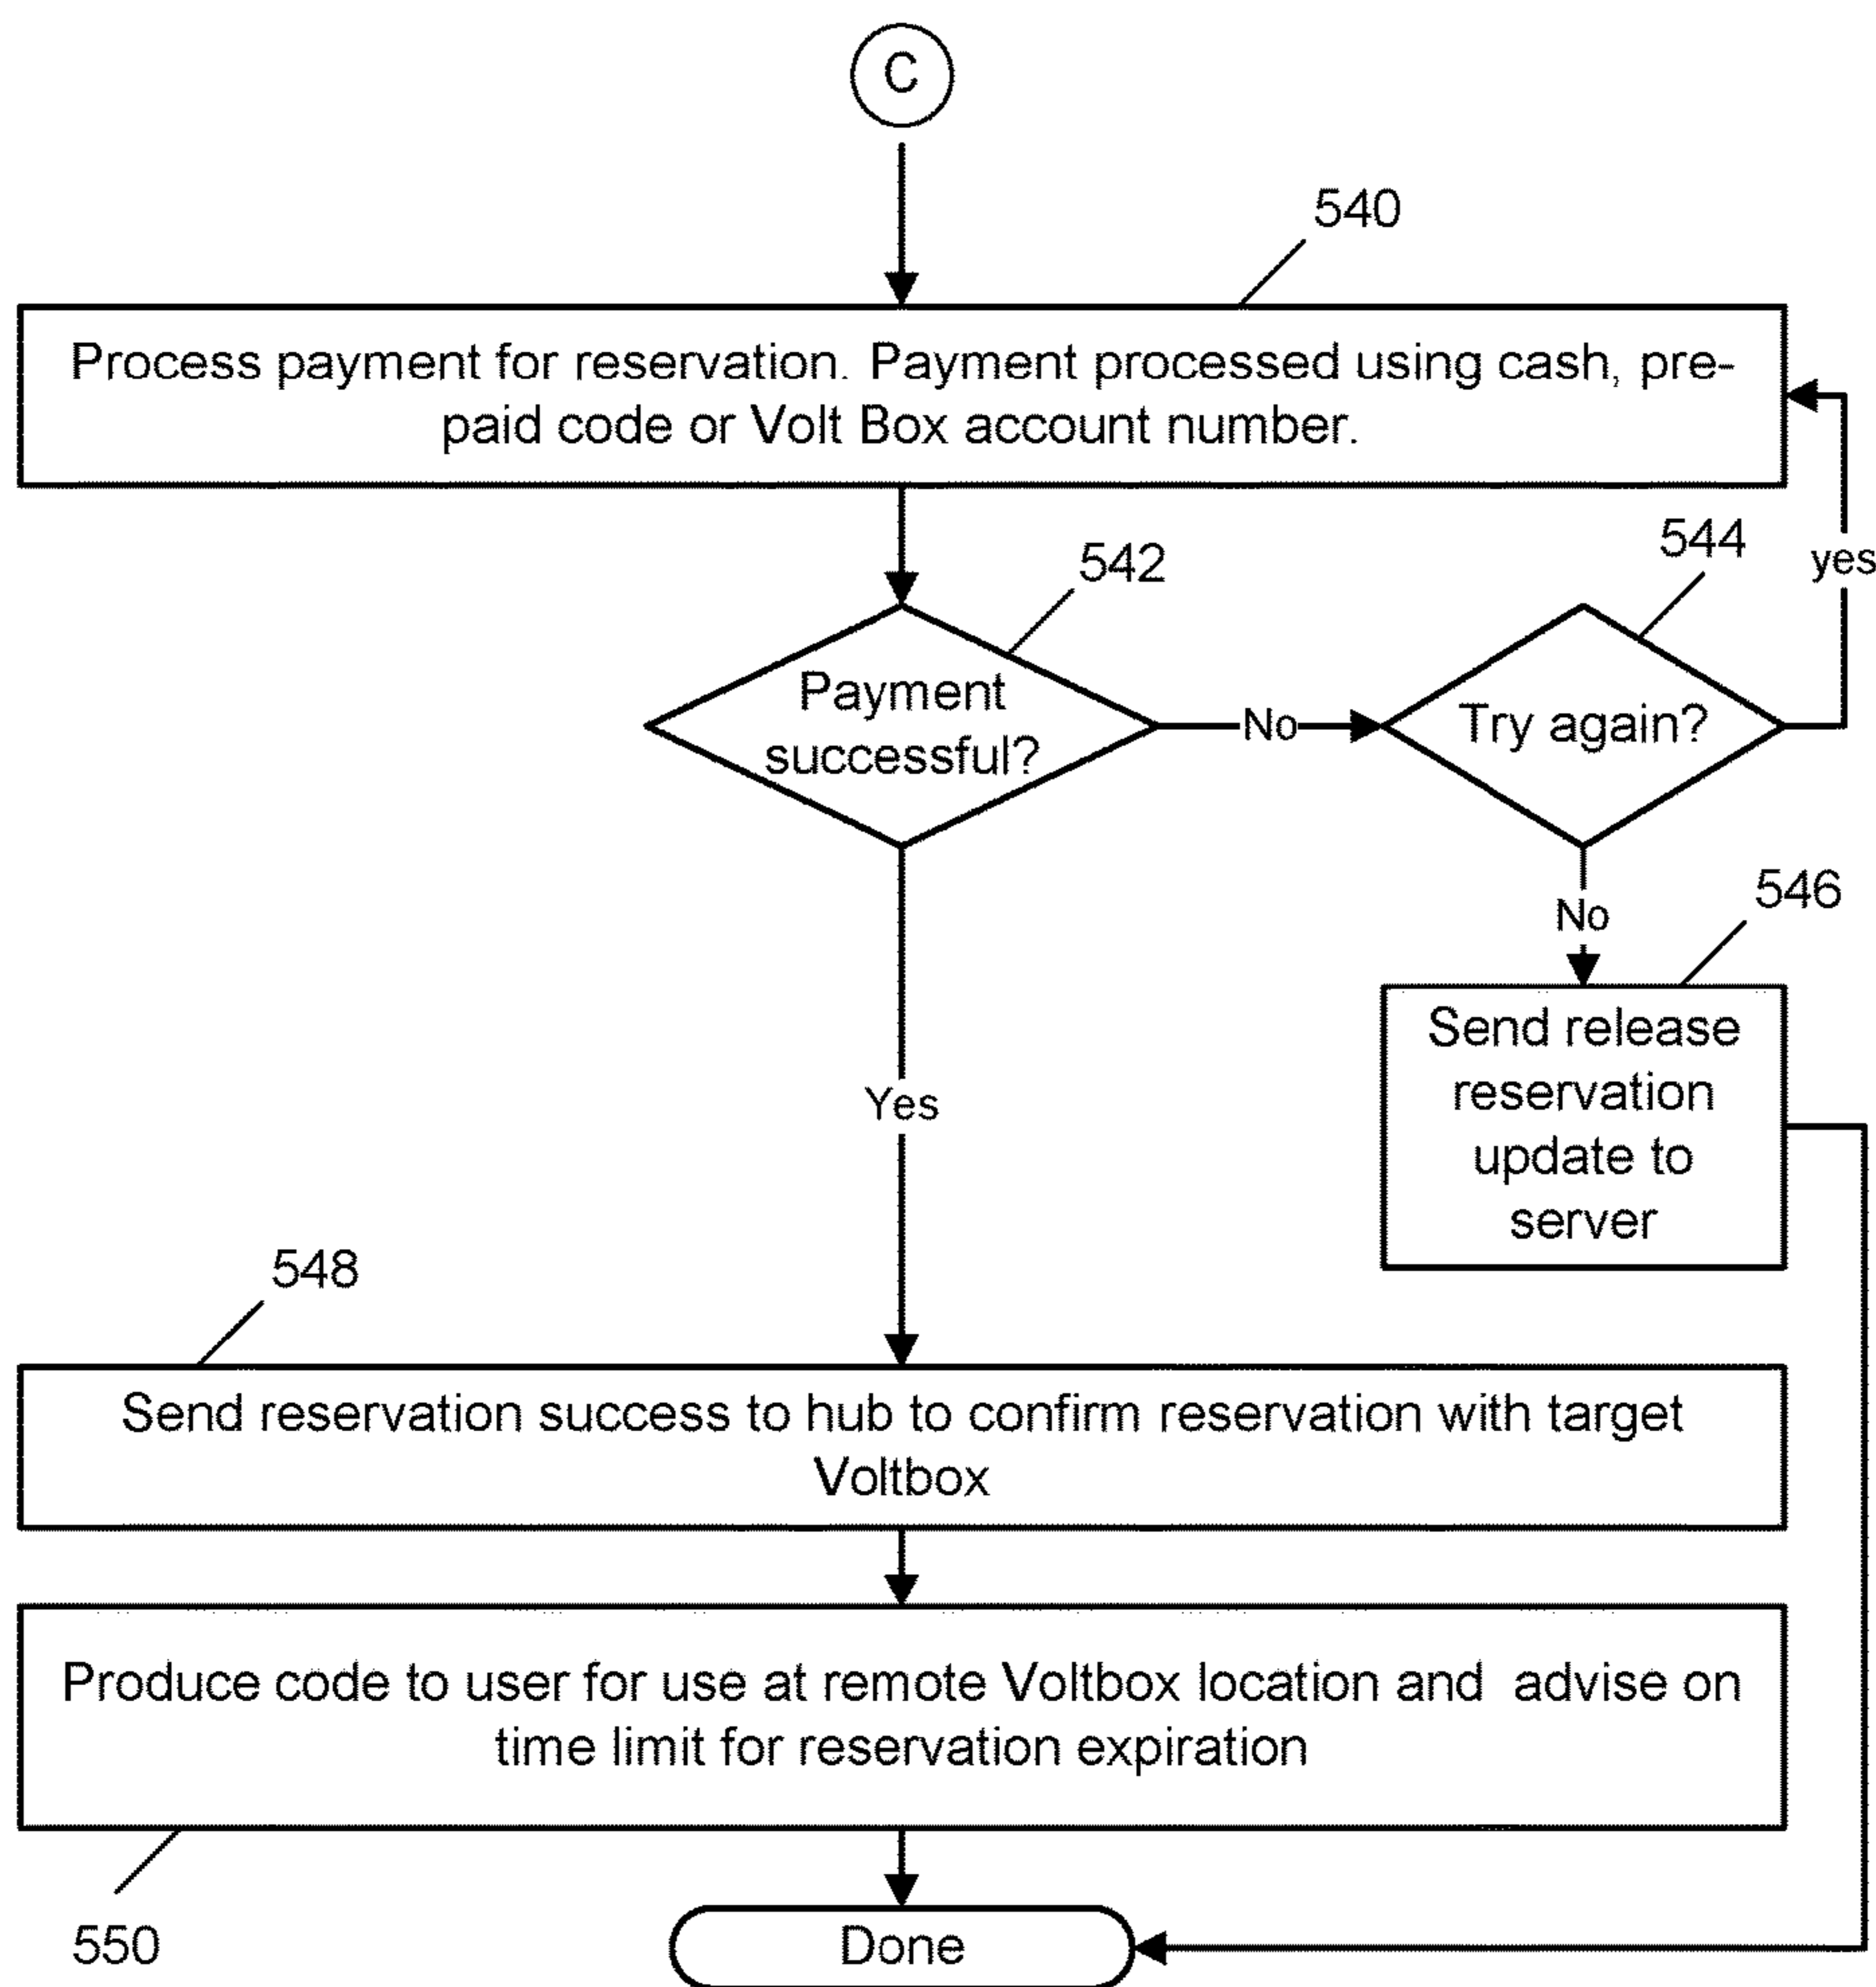 C
540
Process payment for reservation. Payment processed using cash, pre-
paid code or Volt Box account number.
542
544
yes
Payment
successful?
No
Try again?
No
546
Send release
reservation
update to
server
Yes
548
Send reservation success to hub to confirm reservation with target
Voltbox
Produce code to user for use at remote Voltbox location and advise on
time limit for reservation expiration
550
Done